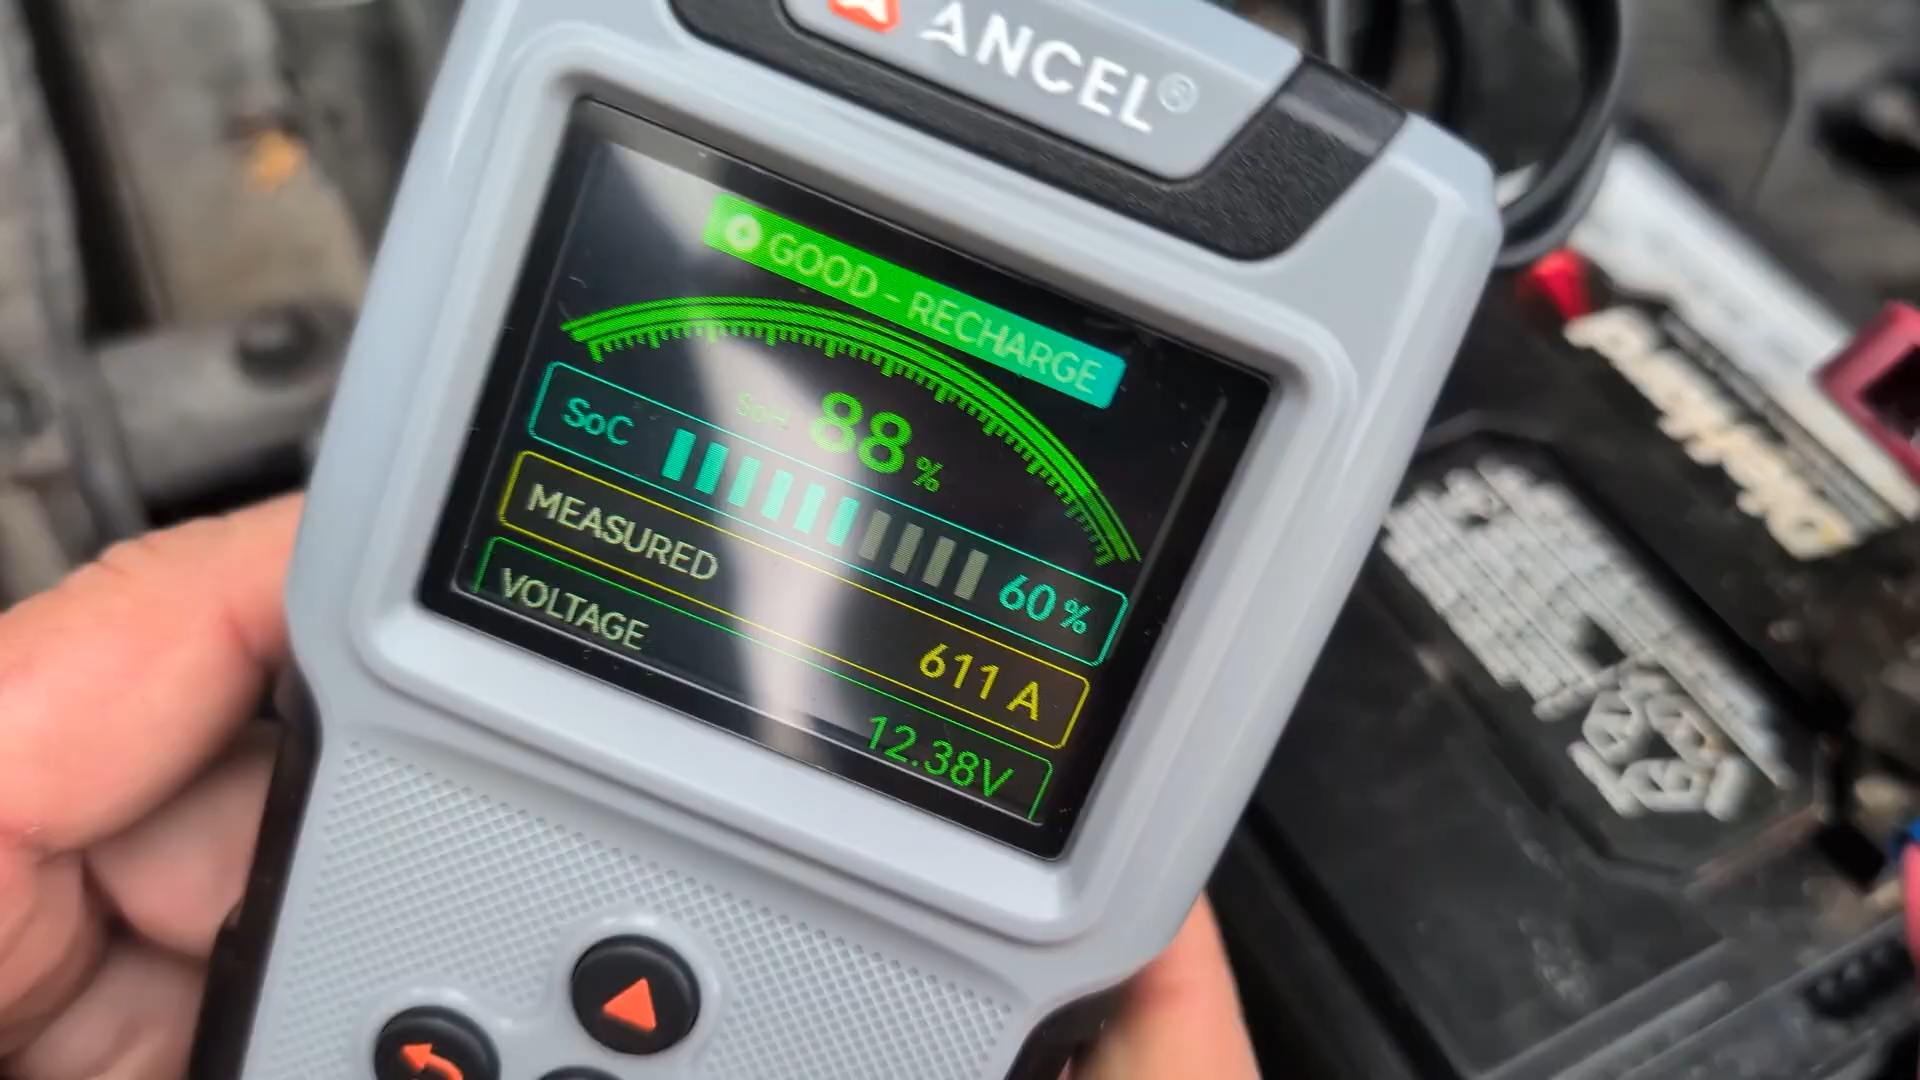 ANCEL®
GOOD - RECHARGE
SoH 88%
SoC 60%
MEASURED 611 A
VOLTAGE 12.38V